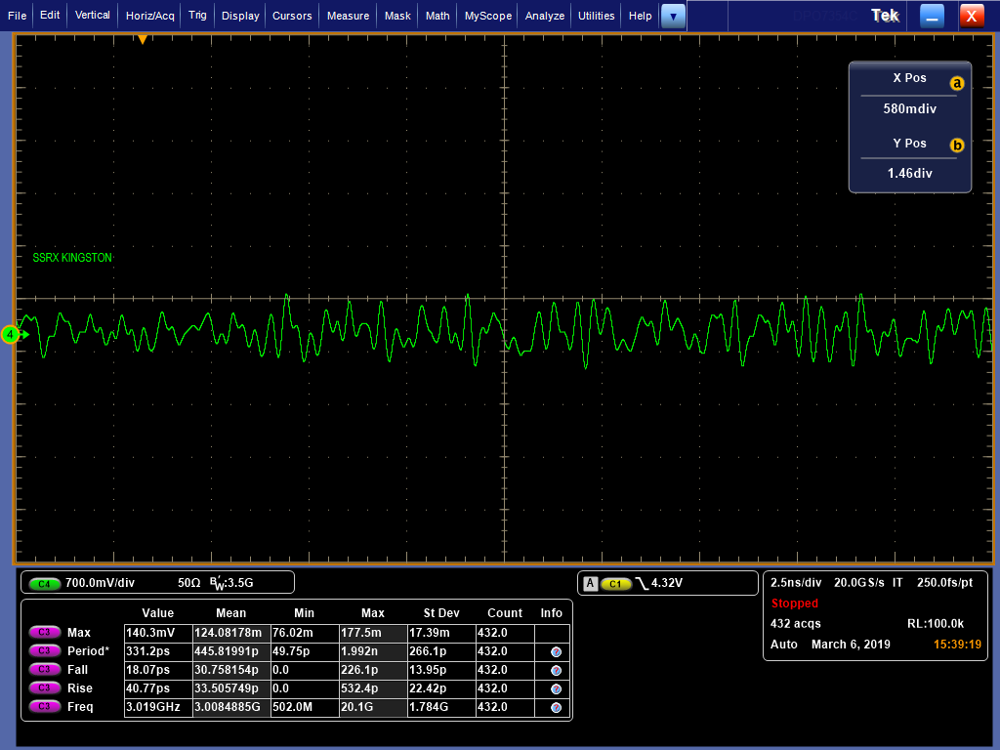 File Edit Vertical Horiz/Acq Trig Display Cursors Measure Mask Math MyScope Analyze Utilities Help ▼ Tek X
X Pos a
580mdiv
Y Pos b
1.46div
SSRX KINGSTON
4
C4 700.0mV/div 50Ω BW:3.5G
A C1 4.32V
2.5ns/div 20.0GS/s IT 250.0fs/pt
Stopped
432 acqs RL:100.0k
Auto March 6, 2019 15:39:19
Value Mean Min Max St Dev Count Info
C3 Max 140.3mV 124.08178m 76.02m 177.5m 17.39m 432.0
C3 Period* 331.2ps 445.81991p 49.75p 1.992n 266.1p 432.0
C3 Fall 18.07ps 30.758154p 0.0 226.1p 13.95p 432.0
C3 Rise 40.77ps 33.505749p 0.0 532.4p 22.42p 432.0
C3 Freq 3.019GHz 3.0084885G 502.0M 20.1G 1.784G 432.0